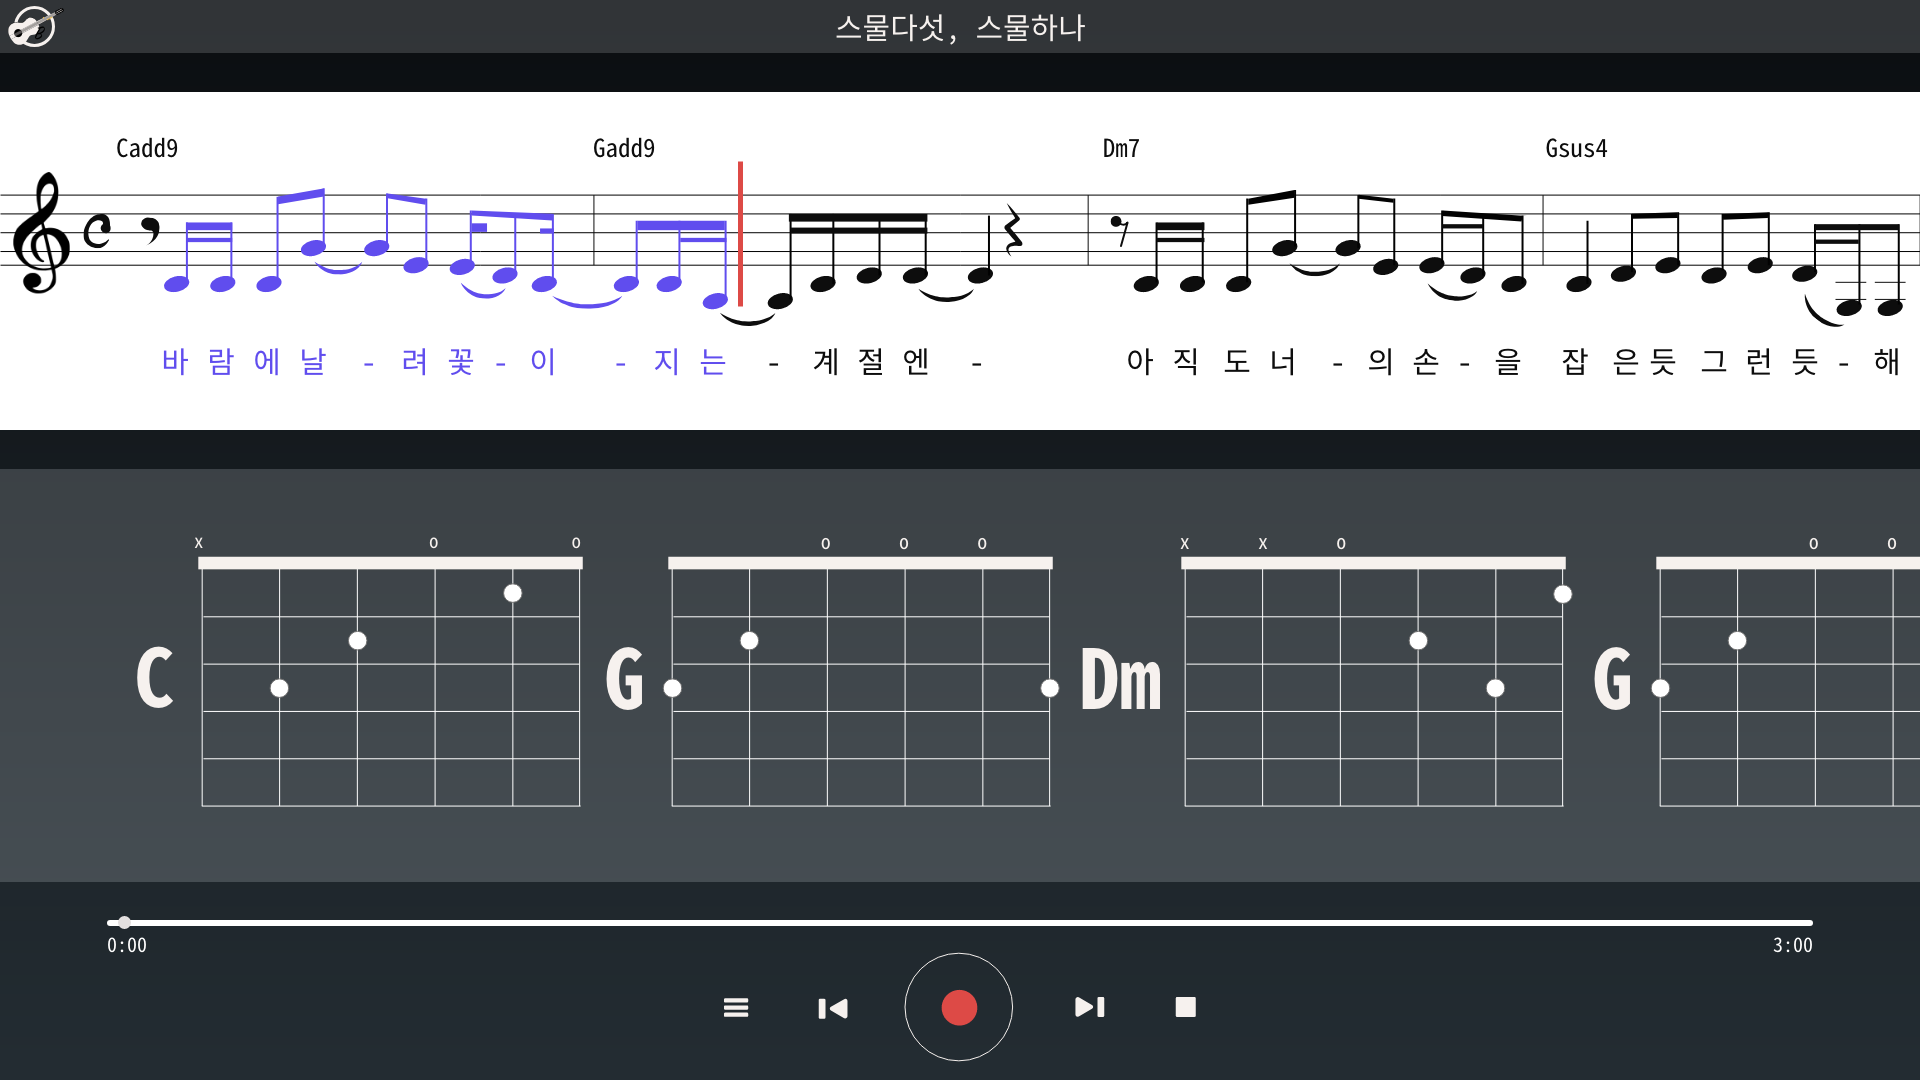 스물다섯, 스물하나
Cadd9 Gadd9 Dm7 Gsus4
바 람 에 날 - 려 꽃 - 이 - 지 는 - 계 절 엔 - 아 직 도 너 - 의 손 - 을 잡 은 듯 그 런 듯 - 해
x o o o o o x x o o o
C G Dm G
0:00 3:00